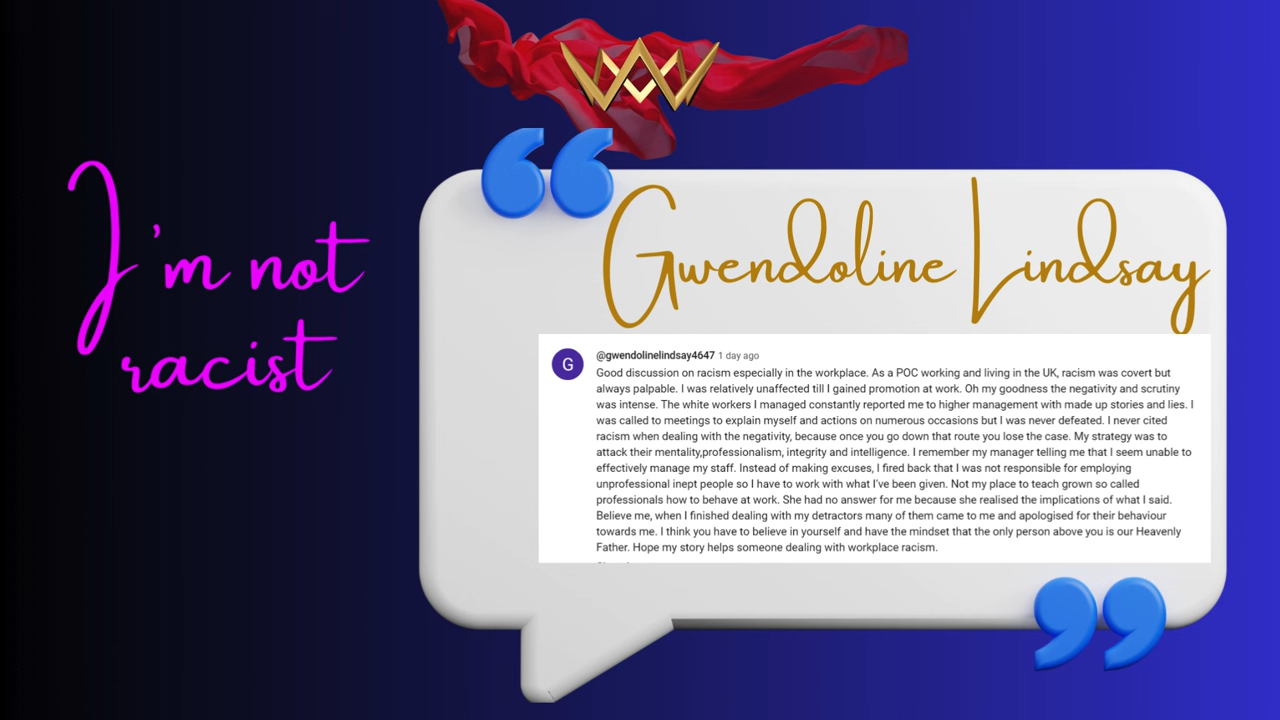 I'm not
racist
Gwendoline Lindsay
G
@gwendolinelindsay4647 1 day ago
Good discussion on racism especially in the workplace. As a POC working and living in the UK, racism was covert but
always palpable. I was relatively unaffected till I gained promotion at work. Oh my goodness the negativity and scrutiny
was intense. The white workers I managed constantly reported me to higher management with made up stories and lies. I
was called to meetings to explain myself and actions on numerous occasions but I was never defeated. I never cited
racism when dealing with the negativity, because once you go down that route you lose the case. My strategy was to
attack their mentality,professionalism, integrity and intelligence. I remember my manager telling me that I seem unable to
effectively manage my staff. Instead of making excuses, I fired back that I was not responsible for employing
unprofessional inept people so I have to work with what I've been given. Not my place to teach grown so called
professionals how to behave at work. She had no answer for me because she realised the implications of what I said.
Believe me, when I finished dealing with my detractors many of them came to me and apologised for their behaviour
towards me. I think you have to believe in yourself and have the mindset that the only person above you is our Heavenly
Father. Hope my story helps someone dealing with workplace racism.